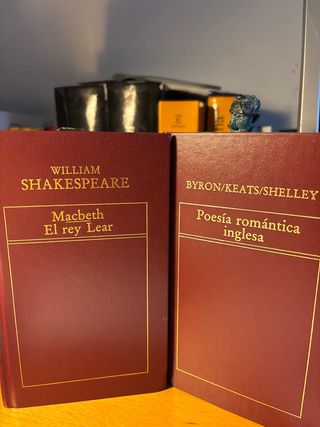 WILLIAM
SHAKESPEARE
Macbeth
El rey Lear
BYRON/KEATS/SHELLEY
Poesía romántica
inglesa